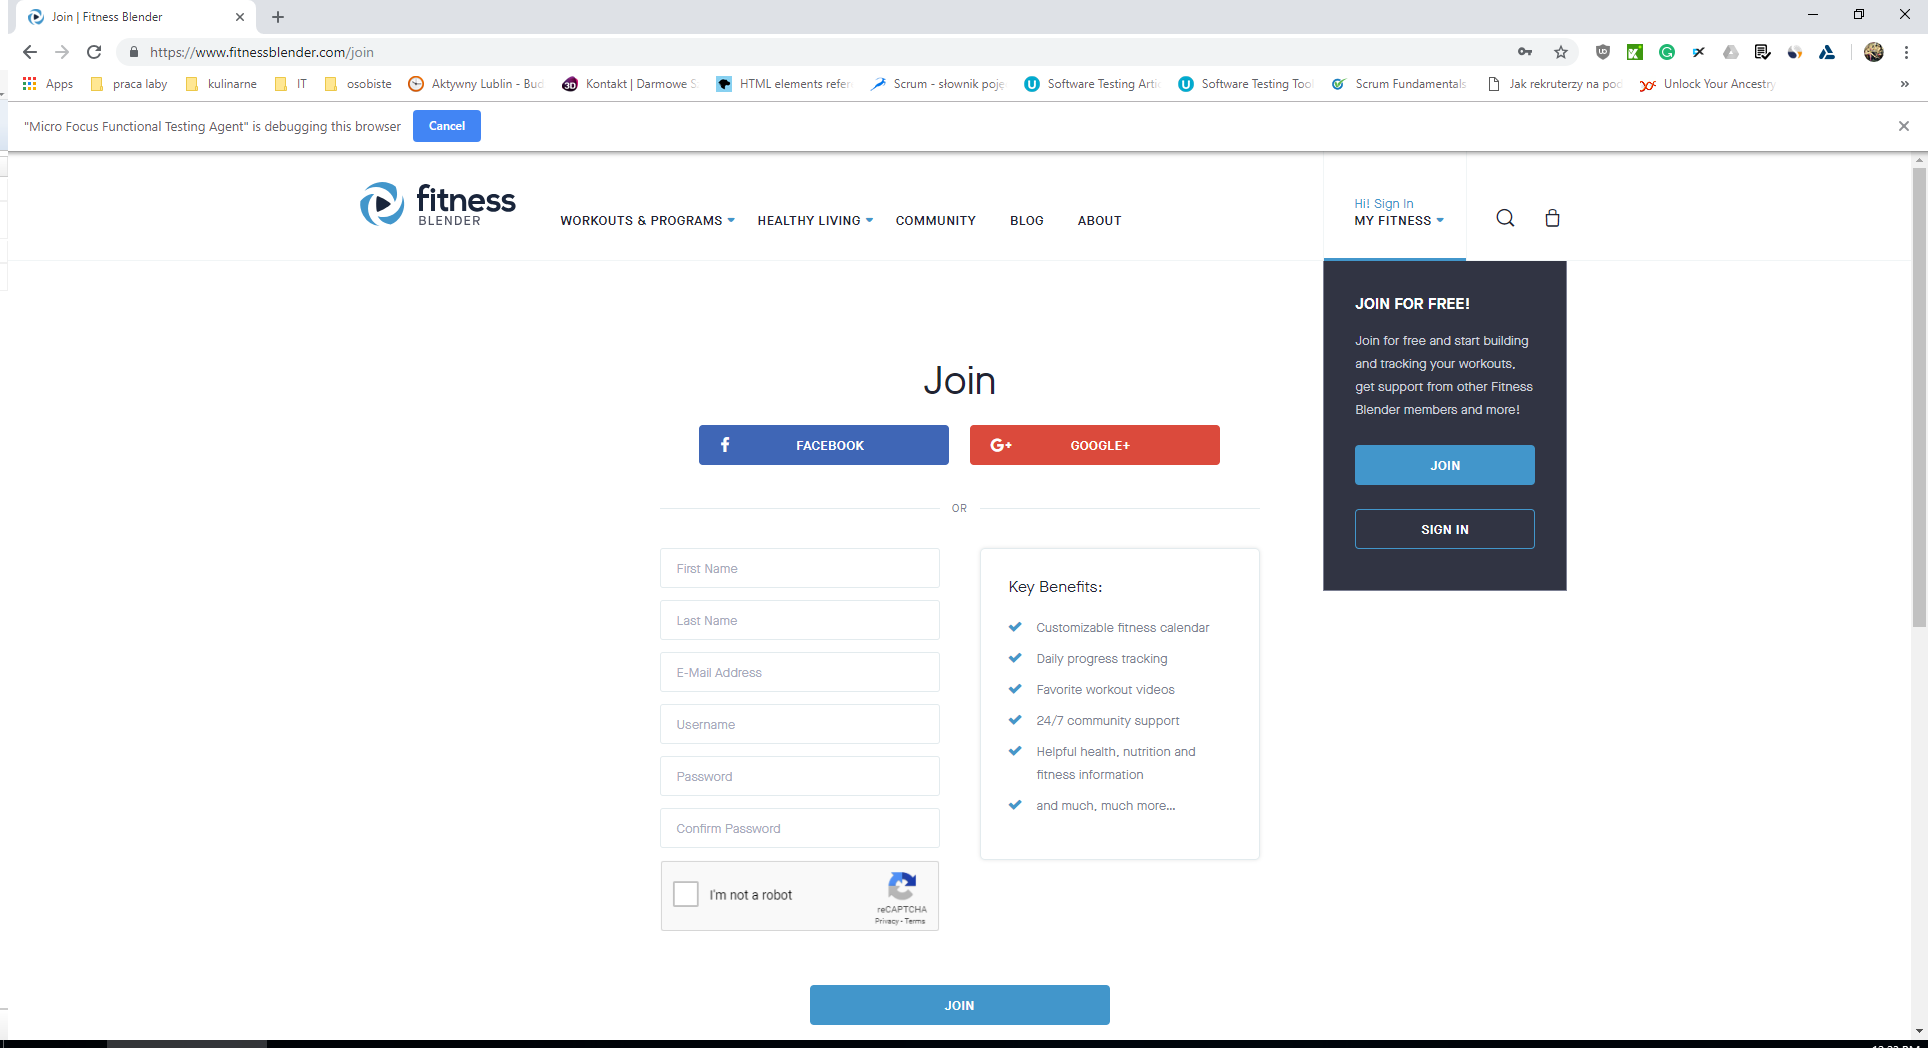 Join | Fitness Blender
https://www.fitnessblender.com/join
Apps
praca laby
kulinarne
IT
osobiste
Aktywny Lublin - Bud
Kontakt | Darmowe S
HTML elements refer
Scrum - słownik poję
Software Testing Artic
Software Testing Tool
Scrum Fundamentals
Jak rekruterzy na pod
Unlock Your Ancestry
"Micro Focus Functional Testing Agent" is debugging this browser
Cancel
fitness
BLENDER
WORKOUTS & PROGRAMS
HEALTHY LIVING
COMMUNITY
BLOG
ABOUT
Hi! Sign In
MY FITNESS
JOIN FOR FREE!
Join for free and start building
and tracking your workouts,
get support from other Fitness
Blender members and more!
JOIN
SIGN IN
Join
FACEBOOK
G+
GOOGLE+
OR
First Name
Last Name
E-Mail Address
Username
Password
Confirm Password
I'm not a robot
reCAPTCHA
Privacy - Terms
Key Benefits:
Customizable fitness calendar
Daily progress tracking
Favorite workout videos
24/7 community support
Helpful health, nutrition and
fitness information
and much, much more...
JOIN